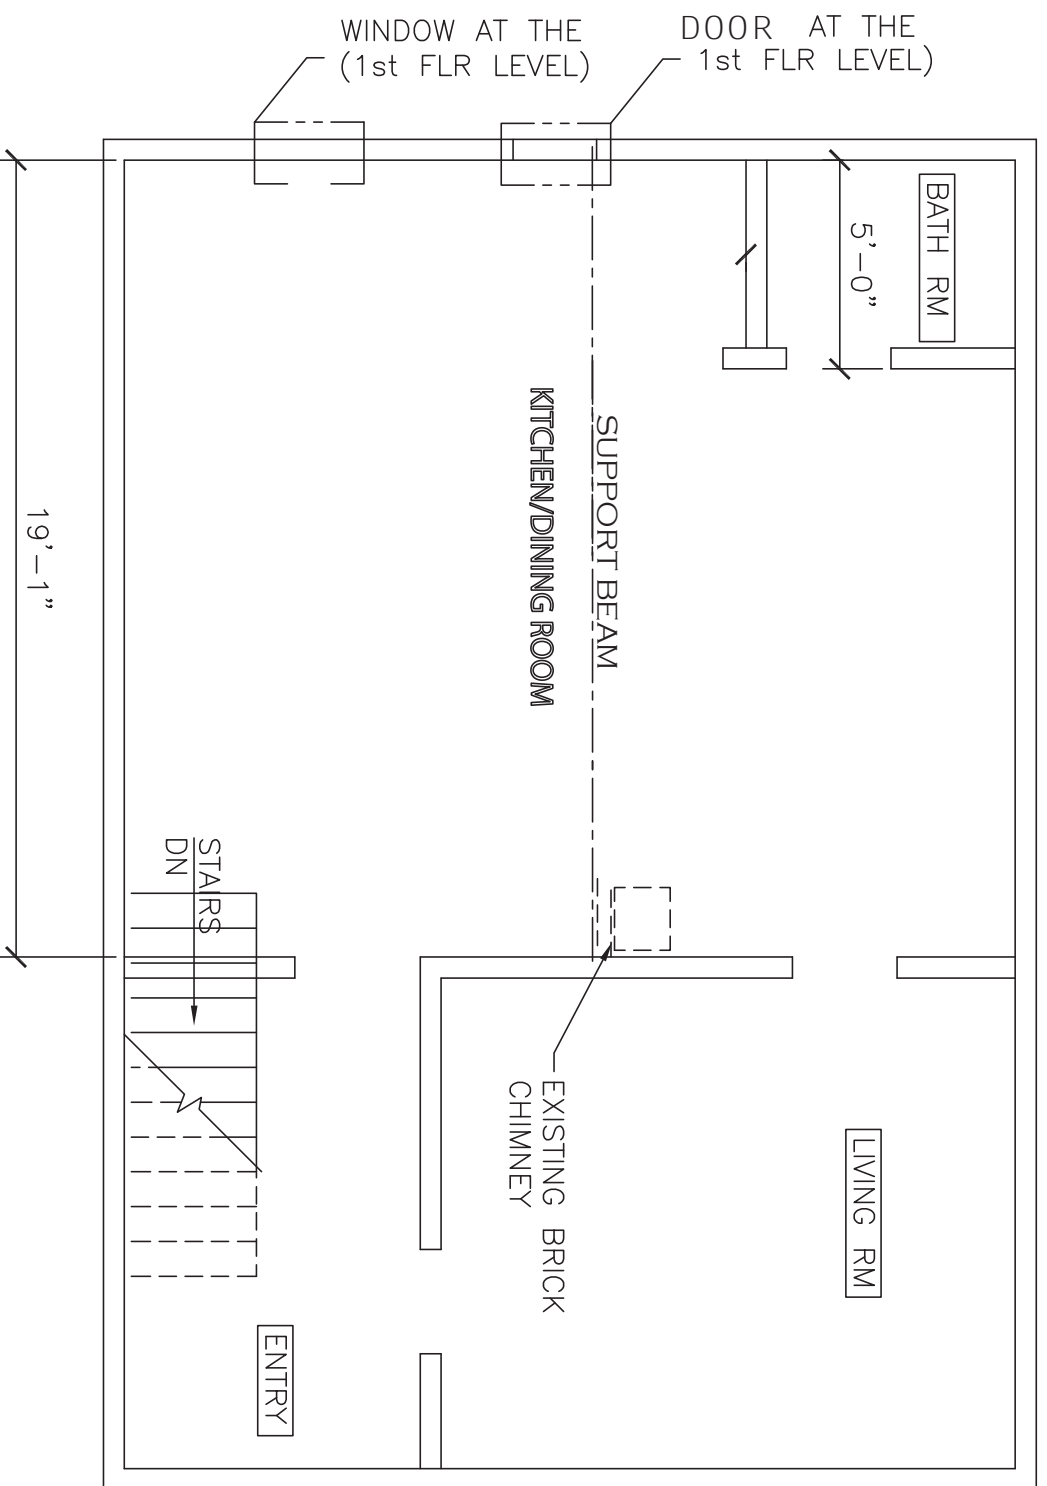 WINDOW AT THE
(1st FLR LEVEL)
DOOR AT THE
1st FLR LEVEL)
BATH RM
5'-0"
SUPPORT BEAM
KITCHEN/DINING ROOM
19'-1"
STAIRS
DN
EXISTING BRICK
CHIMNEY
LIVING RM
ENTRY